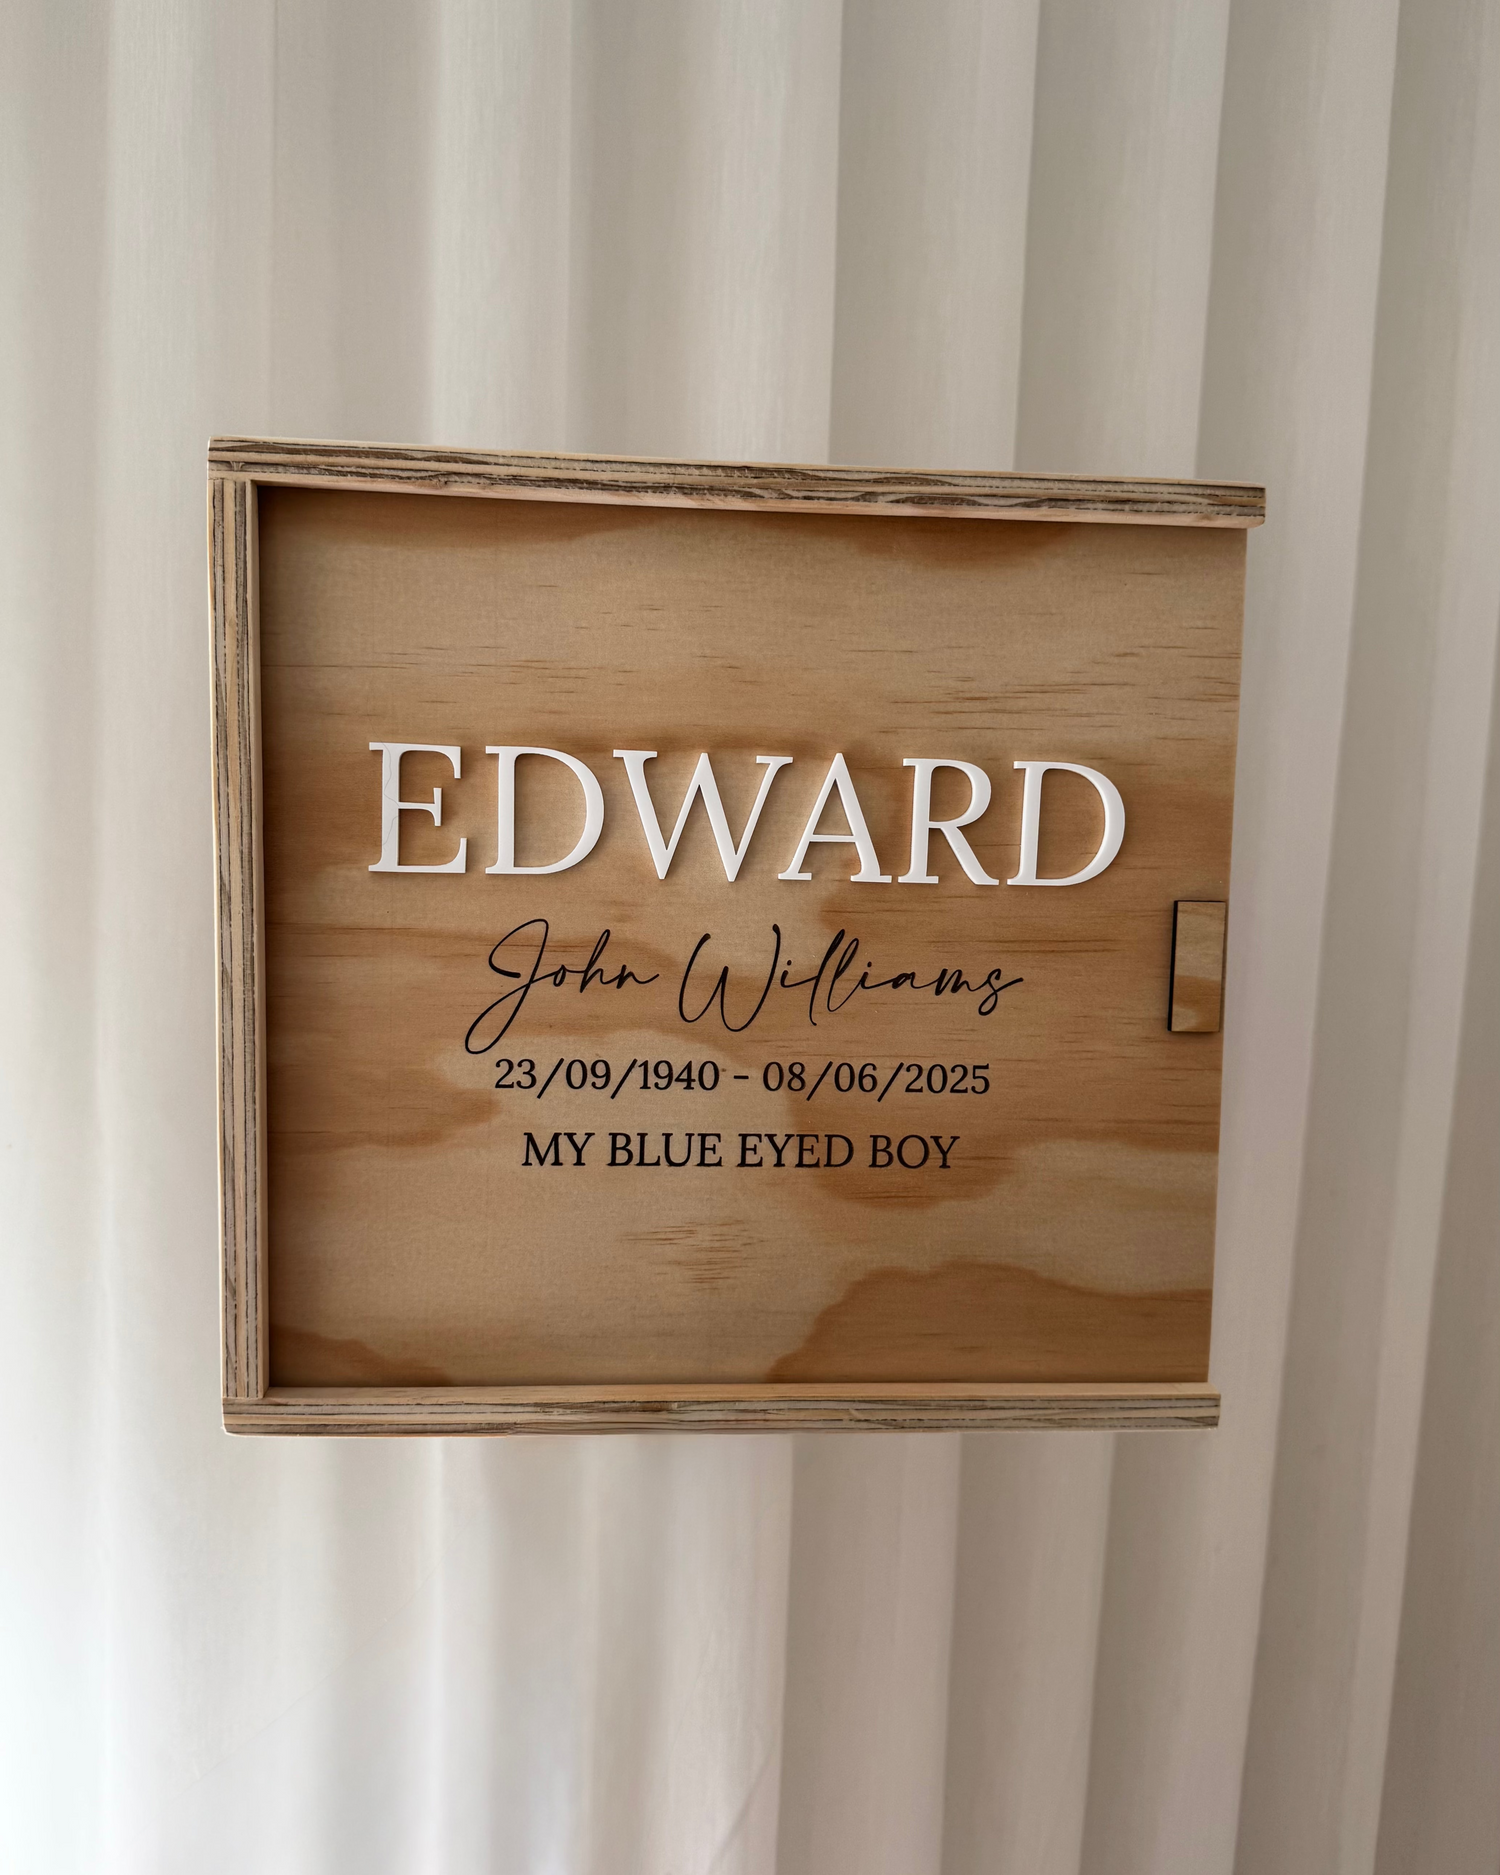 EDWARD
John Williams
23/09/1940 - 08/06/2025
MY BLUE EYED BOY